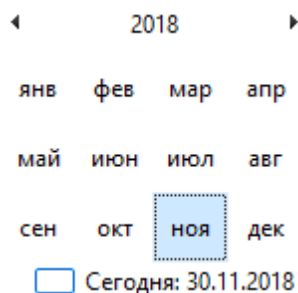 2018
янв фев мар апр
май июн июл авг
сен окт ноя дек
Сегодня: 30.11.2018